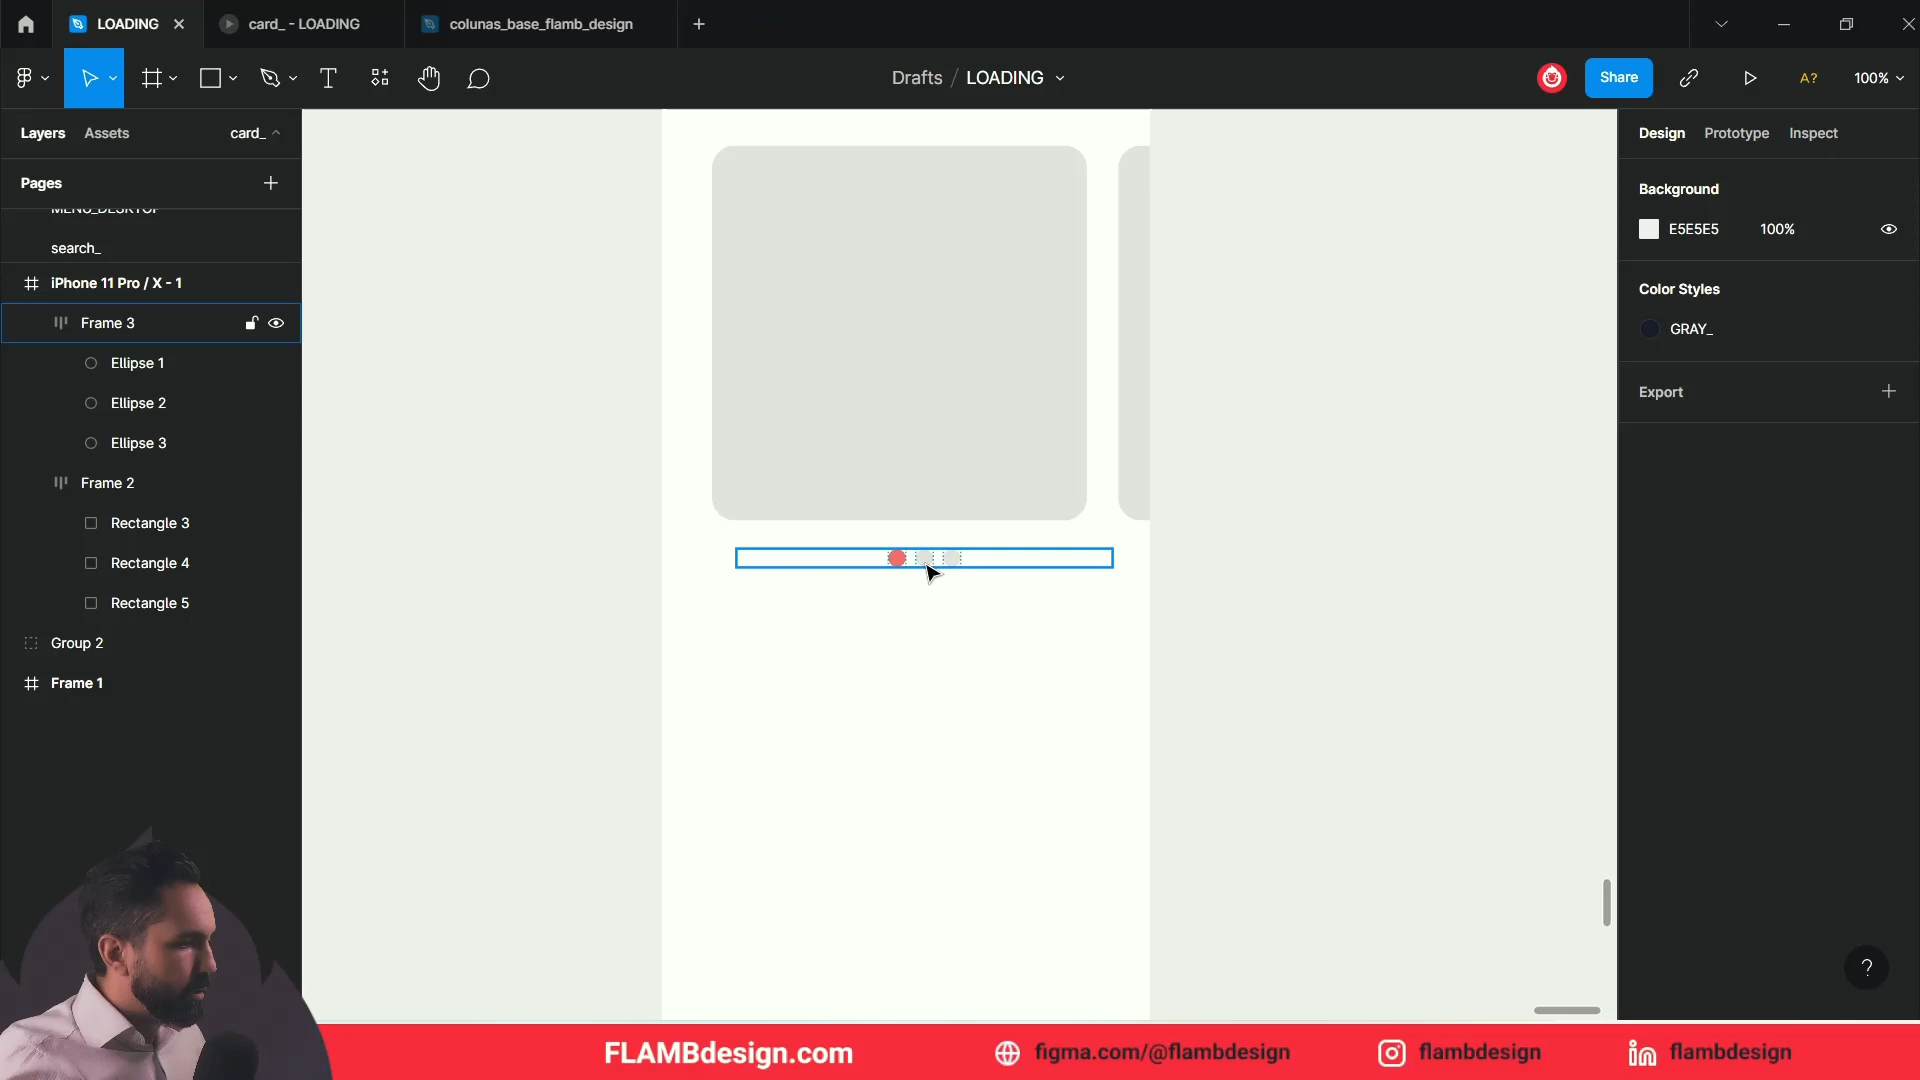 LOADING
card_ - LOADING
colunas_base_flamb_design
Drafts / LOADING
Share
A?
100%
Layers
Assets
card_
Design
Prototype
Inspect
Pages
MENU_DESKTOP
search_
iPhone 11 Pro / X - 1
Frame 3
Ellipse 1
Ellipse 2
Ellipse 3
Frame 2
Rectangle 3
Rectangle 4
Rectangle 5
Group 2
Frame 1
Background
E5E5E5
100%
Color Styles
GRAY_
Export
?
FLAMBdesign.com
figma.com/@flambdesign
flambdesign
flambdesign